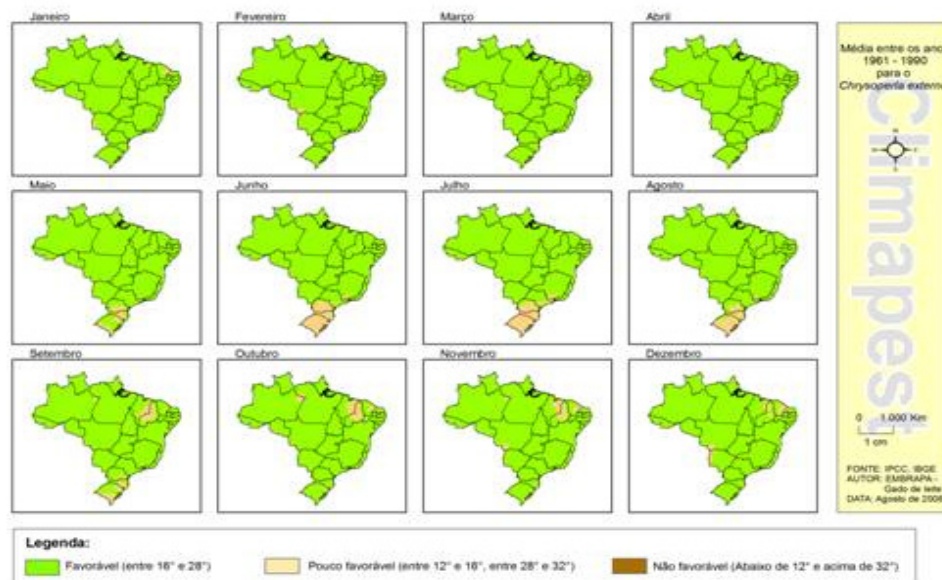 Janeiro
Fevereiro
Março
Abril
Maio
Junho
Julho
Agosto
Setembro
Outubro
Novembro
Dezembro
Média entre os ano
1961 - 1990
para o
Chrysoperla extern
Climapest
0 1.000 Km
1 cm
FONTE: IPCC, IBGE
AUTOR: EMBRAPA -
Gado de leite
DATA: Agosto de 2008
Legenda:
Favorável (entre 16° e 28°)
Pouco favorável (entre 12° e 16°, entre 28° e 32°)
Não favorável (Abaixo de 12° e acima de 32°)